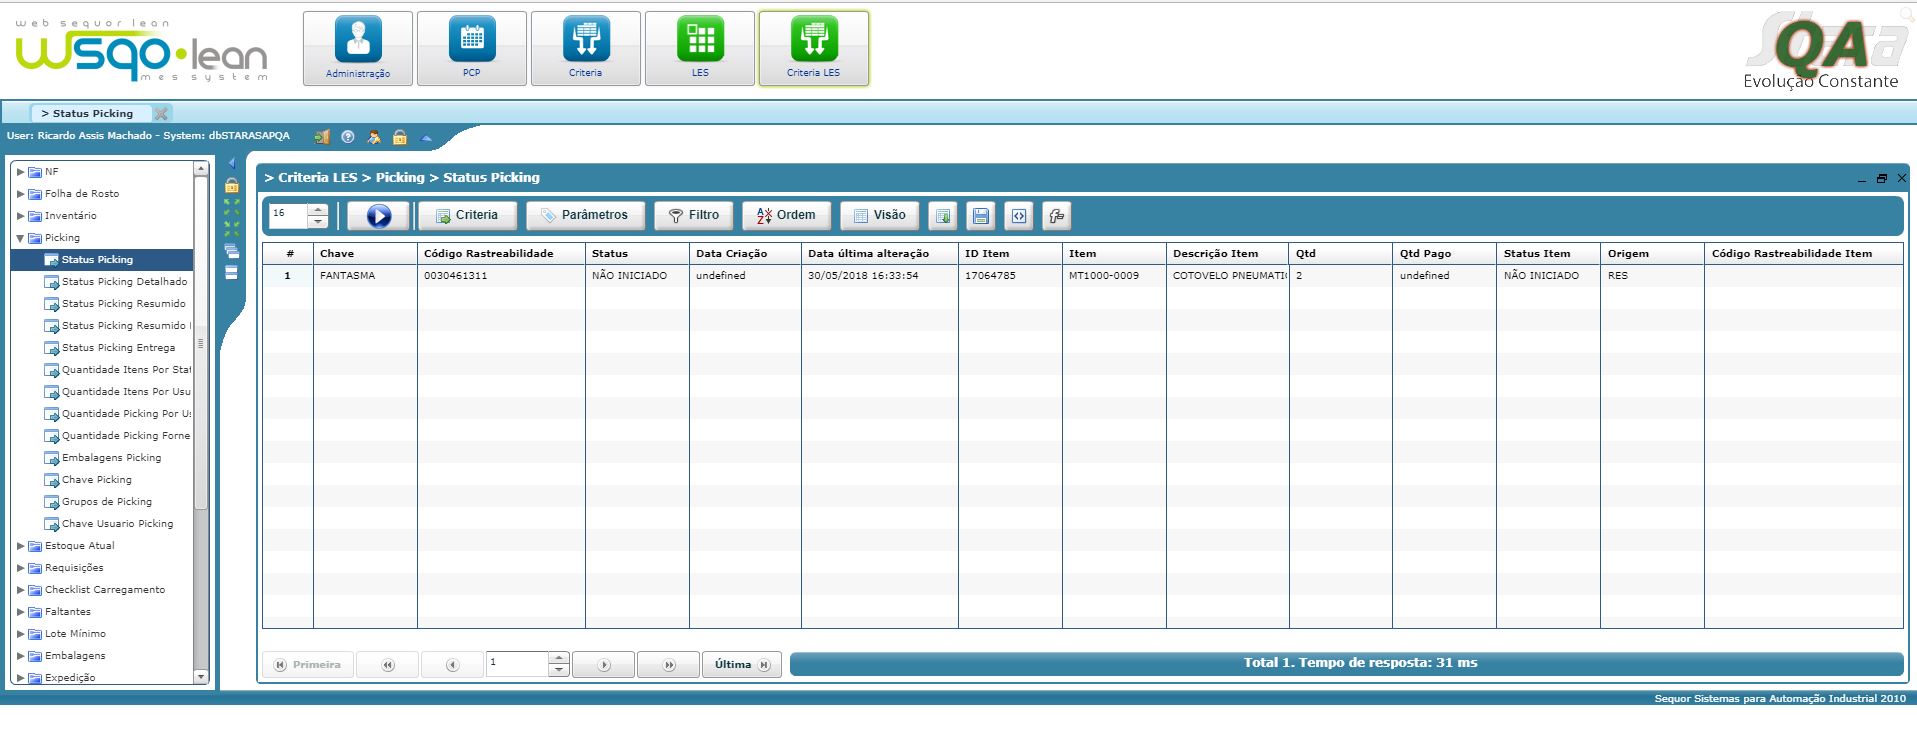 web sequor lean
wsqo lean
mes system
Administração
PCP
Criteria
LES
Criteria LES
QA
Evolução Constante
> Status Picking
User: Ricardo Assis Machado - System: dbSTARASAPQA
NF
Folha de Rosto
Inventário
Picking
Status Picking
Status Picking Detalhado
Status Picking Resumido
Status Picking Resumido
Status Picking Entrega
Quantidade Itens Por Sta
Quantidade Itens Por Usu
Quantidade Picking Por U
Quantidade Picking Forne
Embalagens Picking
Chave Picking
Grupos de Picking
Chave Usuario Picking
Estoque Atual
Requisições
Checklist Carregamento
Faltantes
Lote Mínimo
Embalagens
Expedição
> Criteria LES > Picking > Status Picking
16 Criteria Parâmetros Filtro Ordem Visão
# Chave Código Rastreabilidade Status Data Criação Data última alteração ID Item Item Descrição Item Qtd Qtd Pago Status Item Origem Código Rastreabilidade Item
1 FANTASMA 0030461311 NÃO INICIADO undefined 30/05/2018 16:33:54 17064785 MT1000-0009 COTOVELO PNEUMATI 2 undefined NÃO INICIADO RES
Primeira 1 Última Total 1. Tempo de resposta: 31 ms
Sequor Sistemas para Automação Industrial 2010